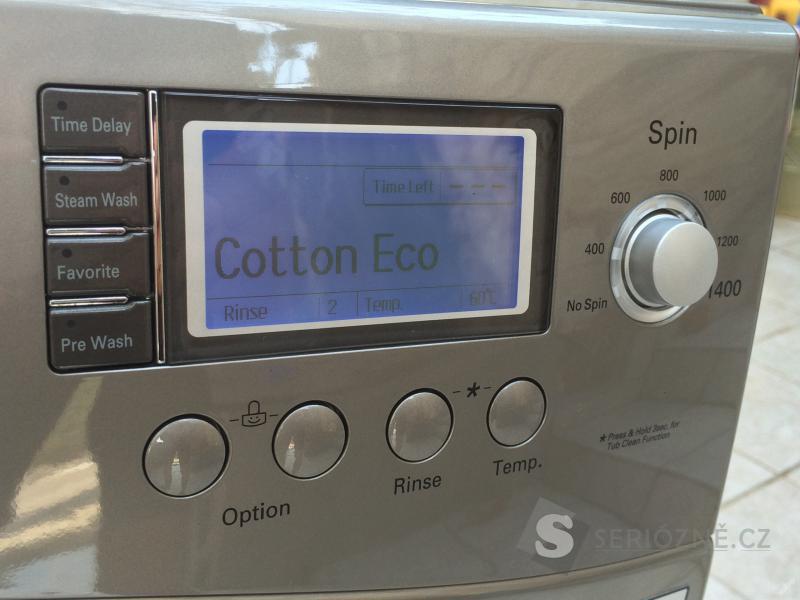 Time Delay
Steam Wash
Favorite
Pre Wash
Time Left - - -
Cotton Eco
Rinse 2 Temp. 60℃
Spin
No Spin
400
600
800
1000
1200
1400
Option
Rinse
Temp.
* Press & Hold 3sec. for
Tub Clean Function
S SERIÓZNĚ.CZ